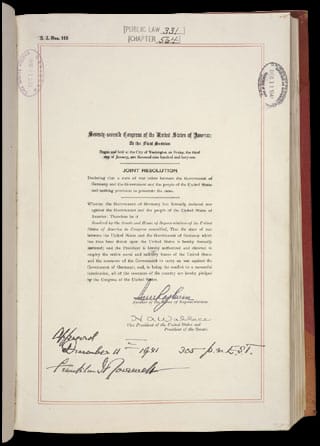 [PUBLIC LAW 331]
[CHAPTER 564]
S. J. Res. 119
Seventy-seventh Congress of the United States of America;
At the First Session
Begun and held at the City of Washington on Friday, the third
day of January, one thousand nine hundred and forty-one
JOINT RESOLUTION
Declaring that a state of war exists between the Government of
Germany and the Government and the people of the United States
and making provision to prosecute the same.
Whereas the Government of Germany has formally declared war
against the Government and the people of the United States of
America: Therefore be it
Resolved by the Senate and House of Representatives of the United
States of America in Congress assembled, That the state of war
between the United States and the Government of Germany which
has thus been thrust upon the United States is hereby formally
declared; and the President is hereby authorized and directed to
employ the entire naval and military forces of the United States
and the resources of the Government to carry on war against the
Government of Germany; and, to bring the conflict to a successful
termination, all of the resources of the country are hereby pledged
by the Congress of the United States.
Sam Rayburn
Speaker of the House of Representatives
H A Wallace
Vice President of the United States and
President of the Senate.
Approved
December 11th 1941 3:05 p.m. E.S.T.
Franklin D Roosevelt